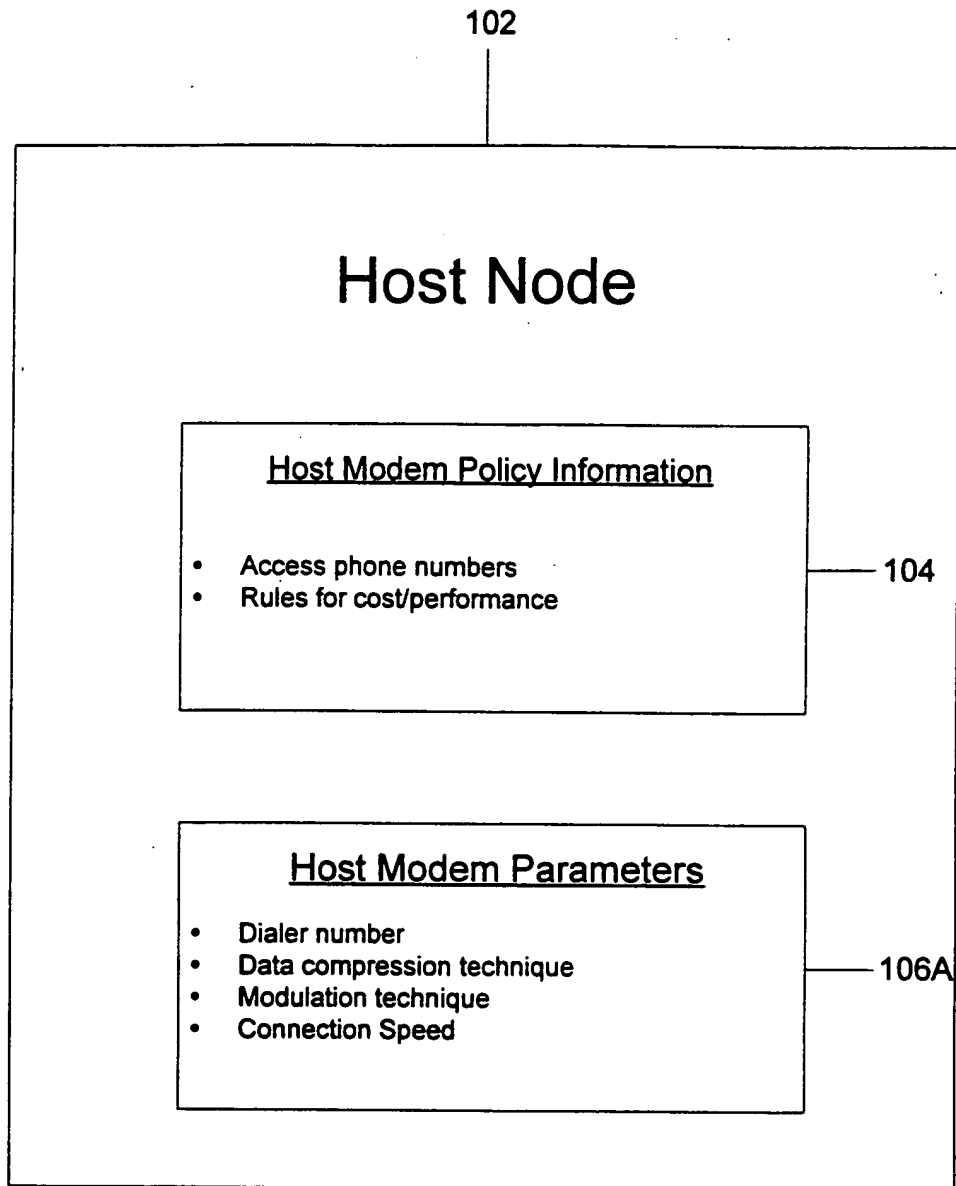 102
Host Node
Host Modem Policy Information
• Access phone numbers
• Rules for cost/performance
104
Host Modem Parameters
• Dialer number
• Data compression technique
• Modulation technique
• Connection Speed
106A